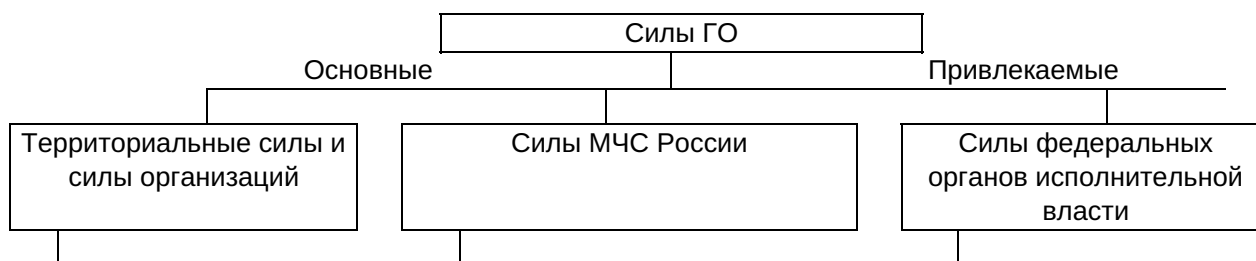 Силы ГО
Основные
Привлекаемые
Территориальные силы и
силы организаций
Силы МЧС России
Силы федеральных
органов исполнительной
власти